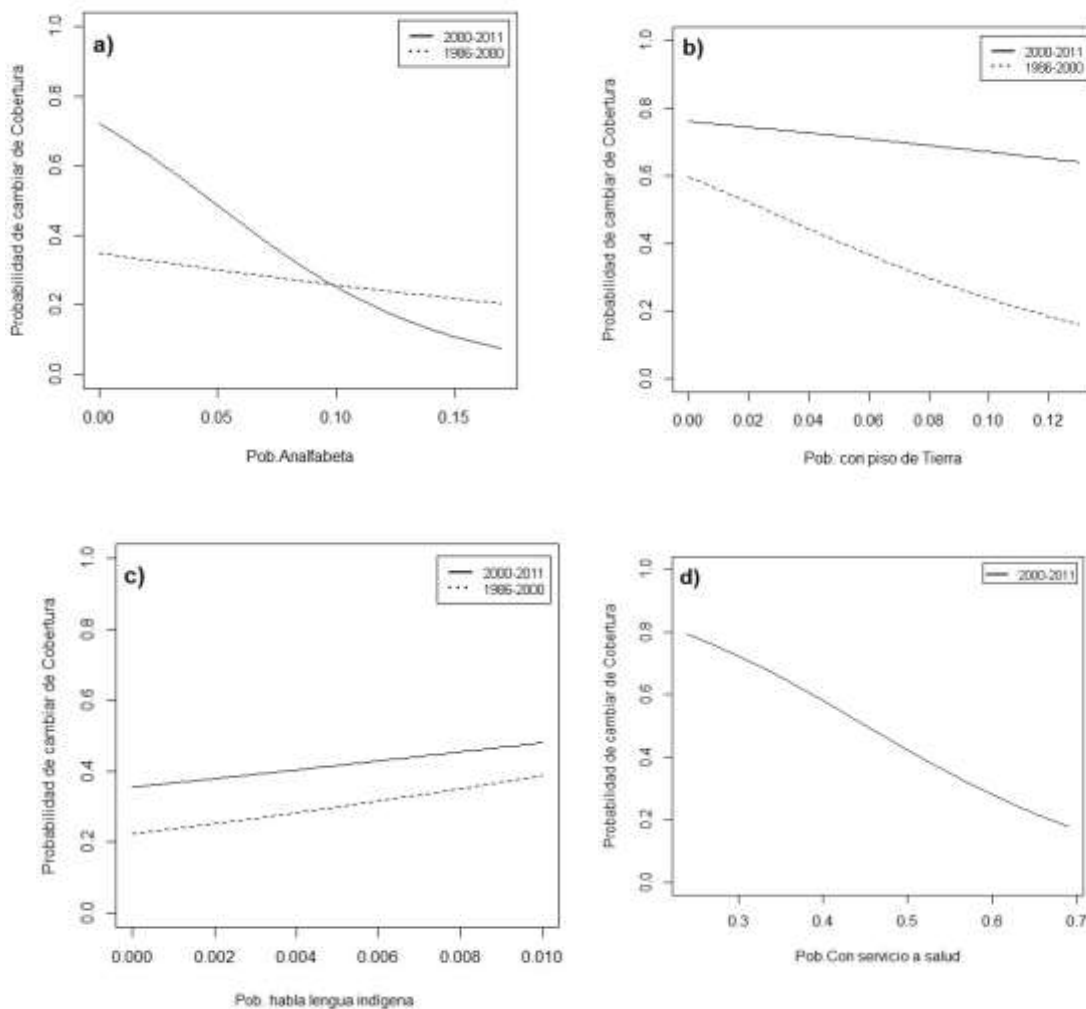 a)
2000-2011
1986-2000
Probabilidad de cambiar de Cobertura
1.0
0.8
0.6
0.4
0.2
0.0
0.00 0.05 0.10 0.15
Pob.Analfabeta
b)
2000-2011
1986-2000
Probabilidad de cambiar de Cobertura
1.0
0.8
0.6
0.4
0.2
0.0
0.00 0.02 0.04 0.06 0.08 0.10 0.12
Pob. con piso de Tierra
c)
2000-2011
1986-2000
Probabilidad de cambiar de Cobertura
1.0
0.8
0.6
0.4
0.2
0.0
0.000 0.002 0.004 0.006 0.008 0.010
Pob. habla lengua indígena
d)
2000-2011
Probabilidad de cambiar de Cobertura
1.0
0.8
0.6
0.4
0.2
0.0
0.3 0.4 0.5 0.6 0.7
Pob.Con servicio a salud